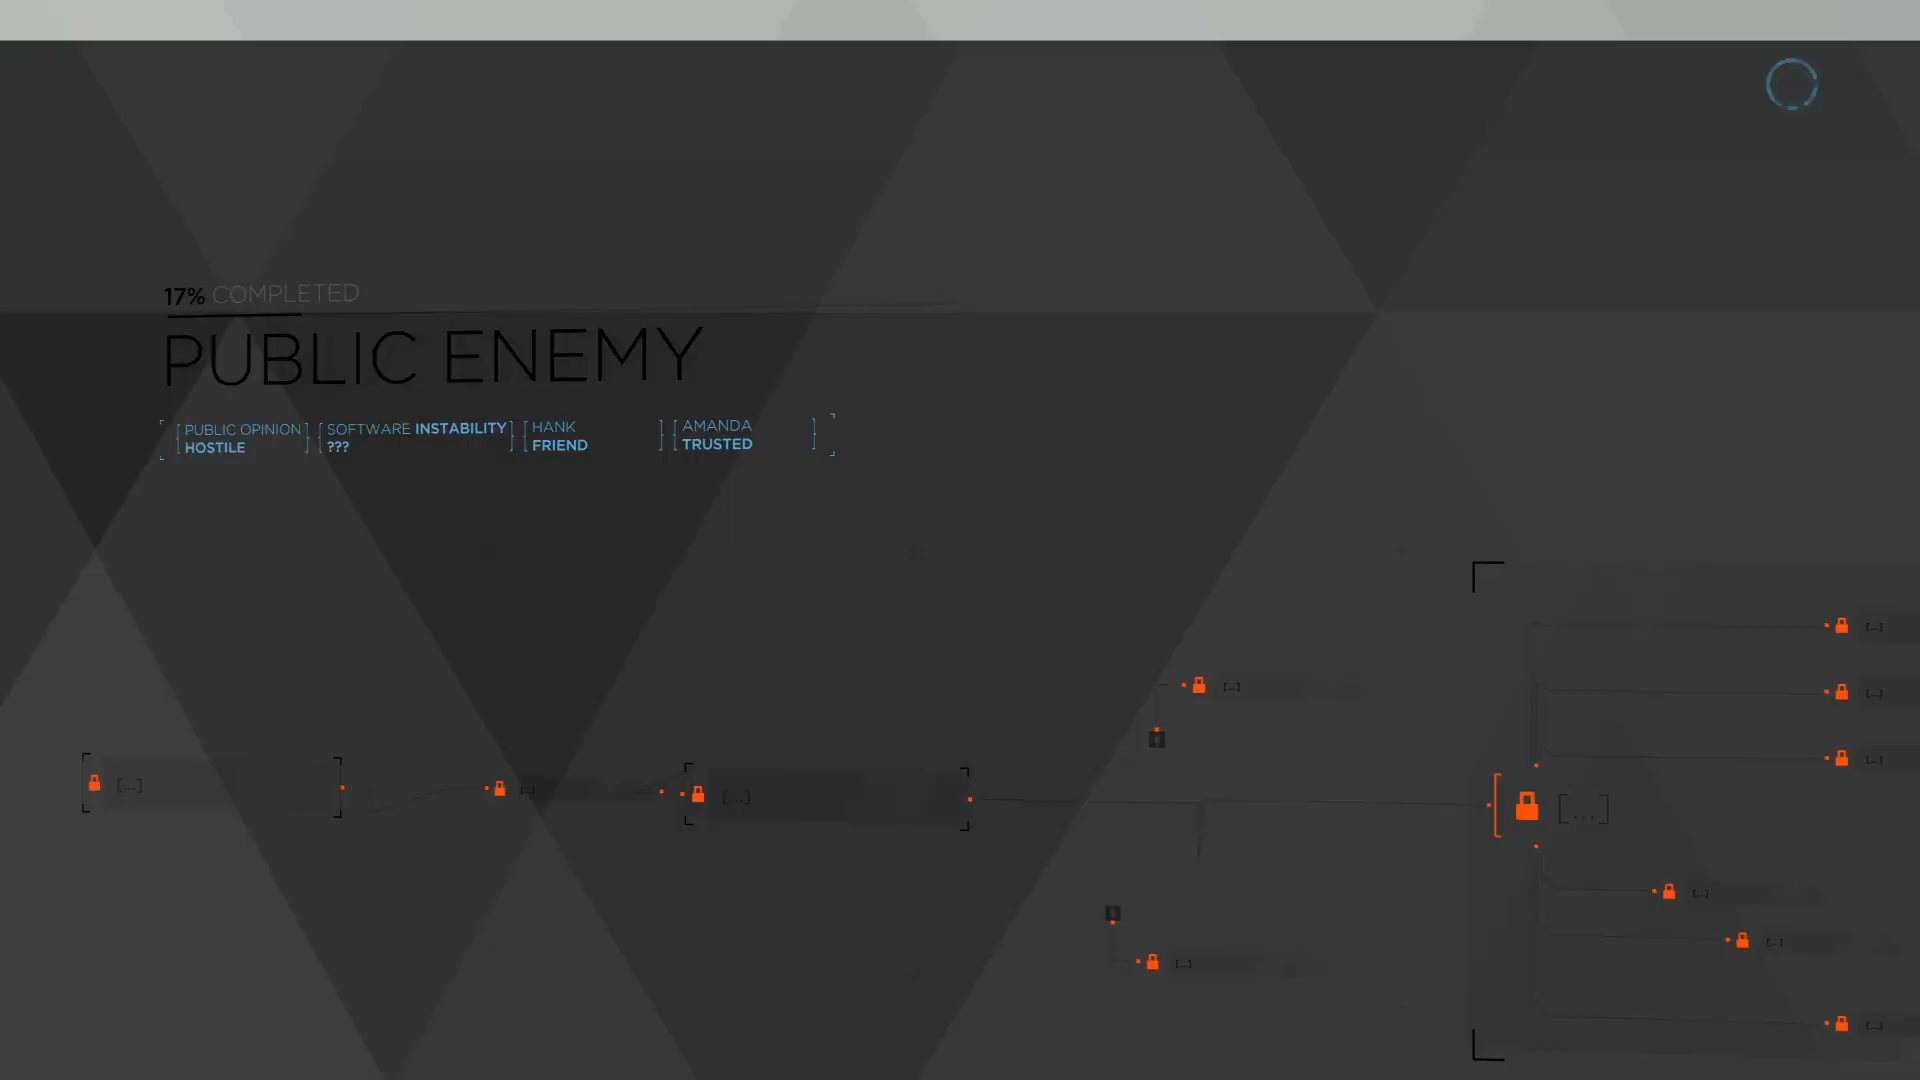 17% COMPLETED
PUBLIC ENEMY
PUBLIC OPINION
HOSTILE
SOFTWARE INSTABILITY
???
HANK
FRIEND
AMANDA
TRUSTED
[...]
[...]
[...]
[...]
[...]
[...]
[...]
[...]
[...]
[...]
[...]
[...]